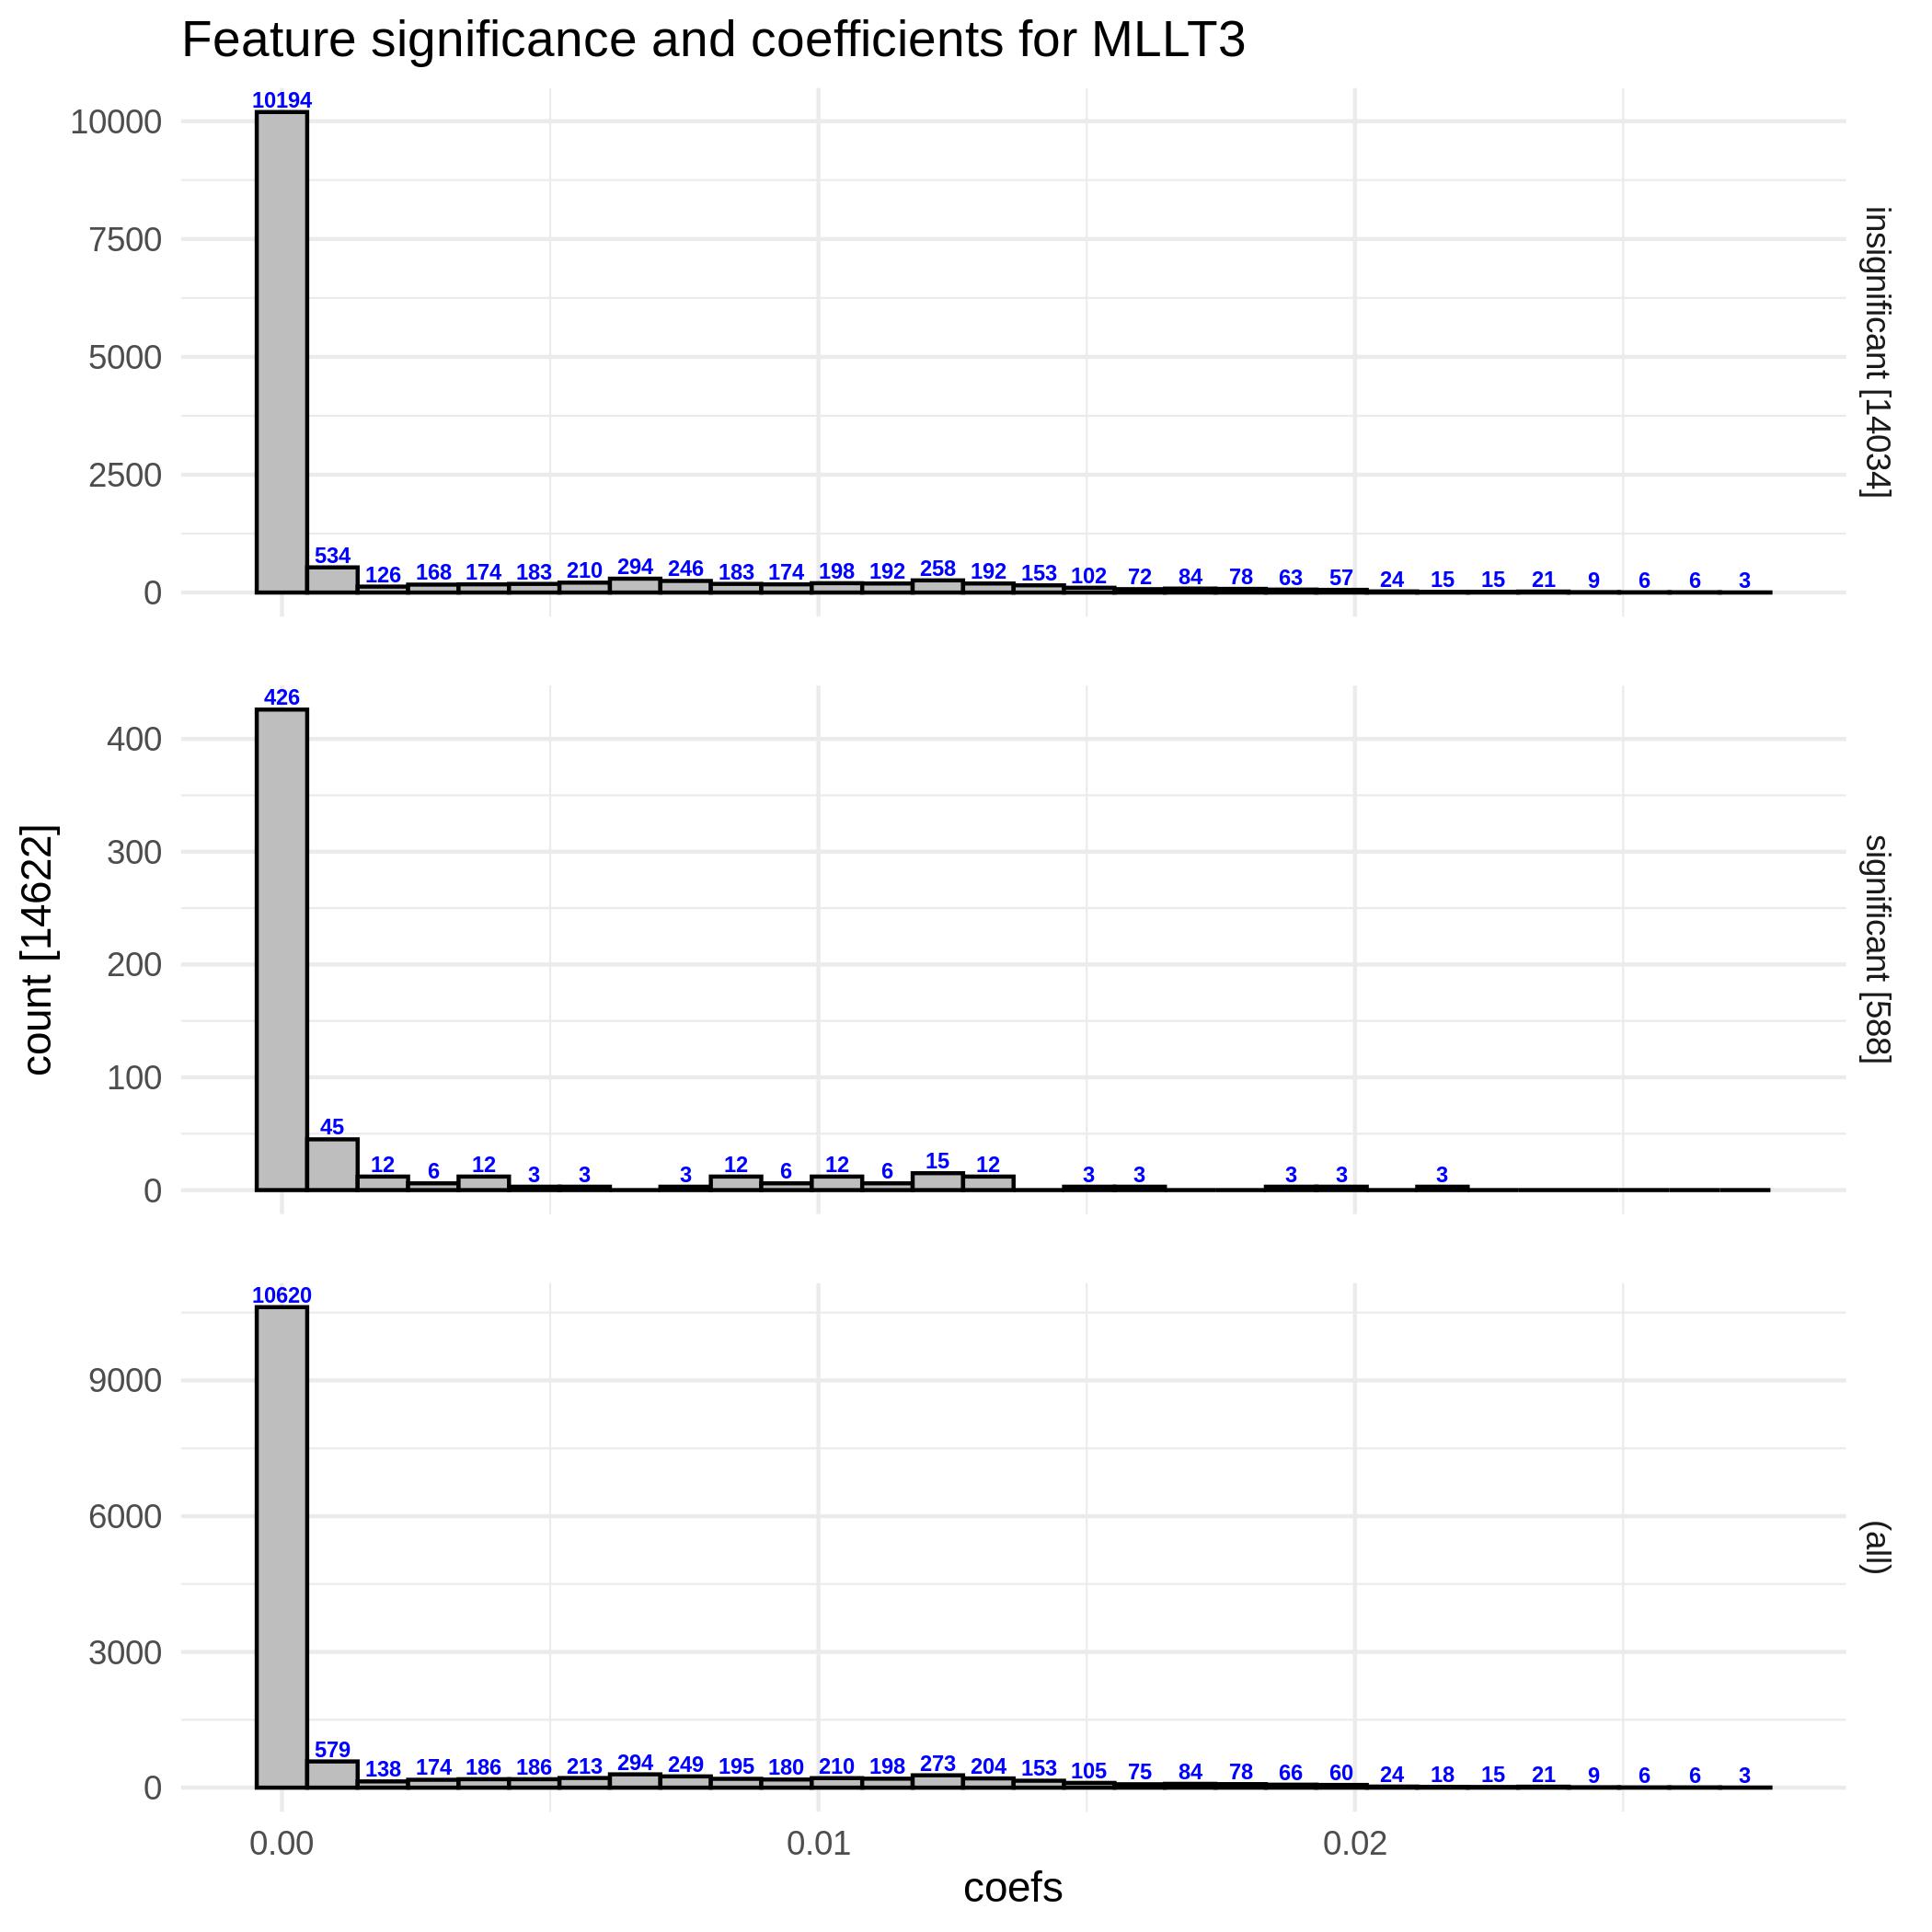 Feature significance and coefficients for MLLT3
10194
10000
7500
5000
2500
0
534 126 168 174 183 210 294 246 183 174 198 192 258 192 153 102 72 84 78 63 57 24 15 15 21 9 6 6 3
insignificant [14034]
426
400
300
200
100
0
45 12 6 12 3 3 3 12 6 12 6 15 12 3 3 3 3 3
significant [588]
count [14622]
10620
9000
6000
3000
0
579 138 174 186 186 213 294 249 195 180 210 198 273 204 153 105 75 84 78 66 60 24 18 15 21 9 6 6 3
(all)
0.00 0.01 0.02
coefs